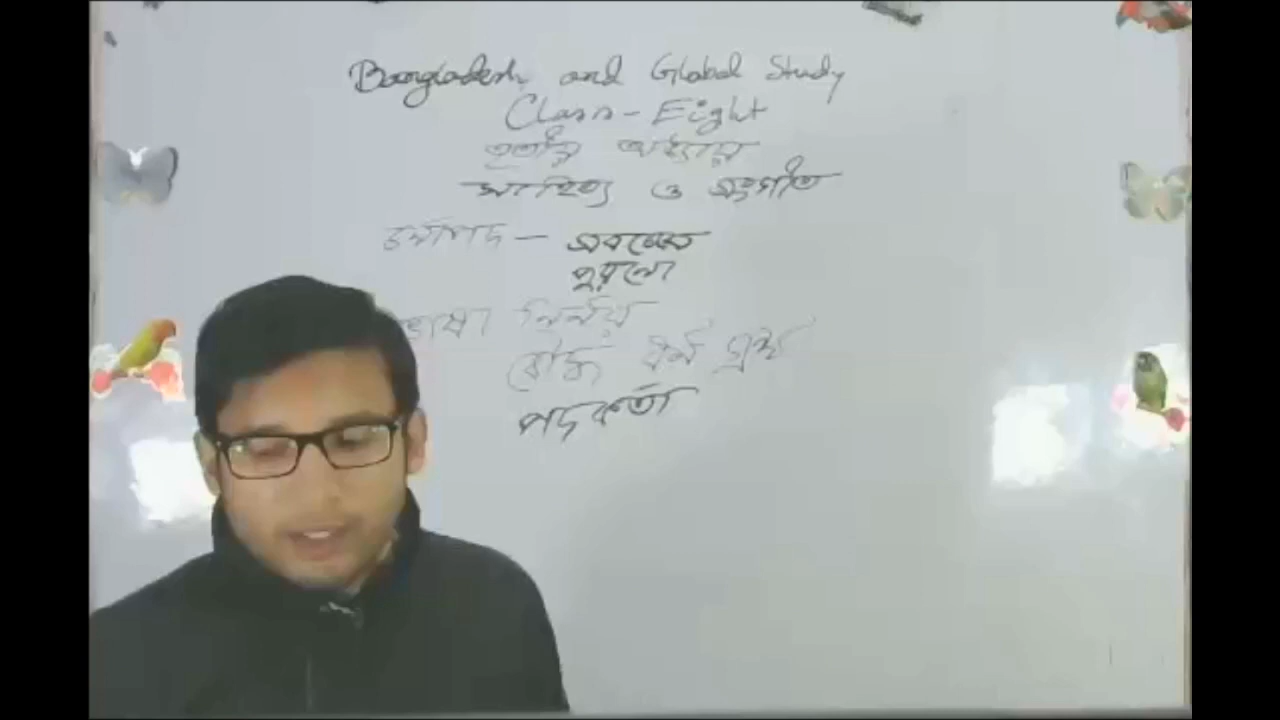 Bangladesh and Global Study
Class - Eight
তৃতীয় অধ্যায়
সাহিত্য ও সংগীত
চর্যাপদ - সবচেয়ে
পুরনো
ভাষা নির্ণয়
বৌদ্ধ ধর্ম গ্রন্থ
পদকর্তা